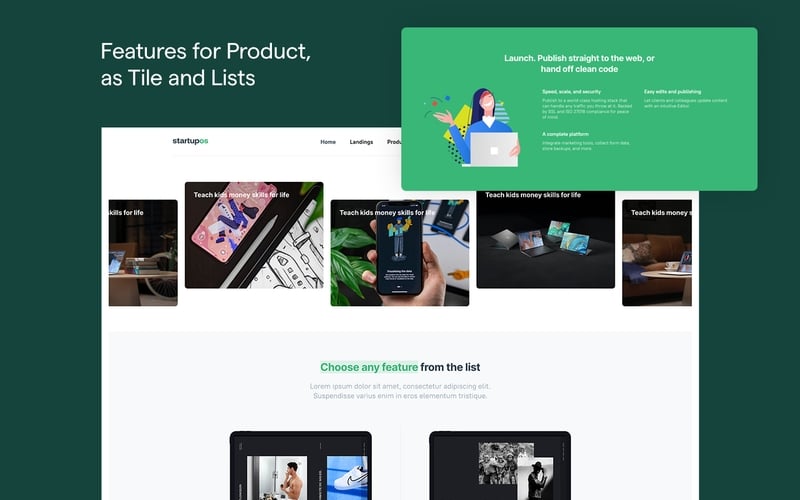 Features for Product,
as Tile and Lists
Launch. Publish straight to the web, or
hand off clean code
Speed, scale, and security
Publish to a world-class hosting stack that
can handle any traffic you throw at it. Backed
by SSL and ISO 27018 compliance for peace
of mind.
Easy edits and publishing
Let clients and colleagues update content
with an intuitive Editor.
A complete platform
Integrate marketing tools, collect form data,
store backups, and more.
startupos
Home Landings Produ
skills for life
Teach kids money skills for life
Teach kids money skills for life
Teach kids money skills for life
Teach kids money s
Choose any feature from the list
Lorem ipsum dolor sit amet, consectetur adipiscing elit.
Suspendisse varius enim in eros elementum tristique.